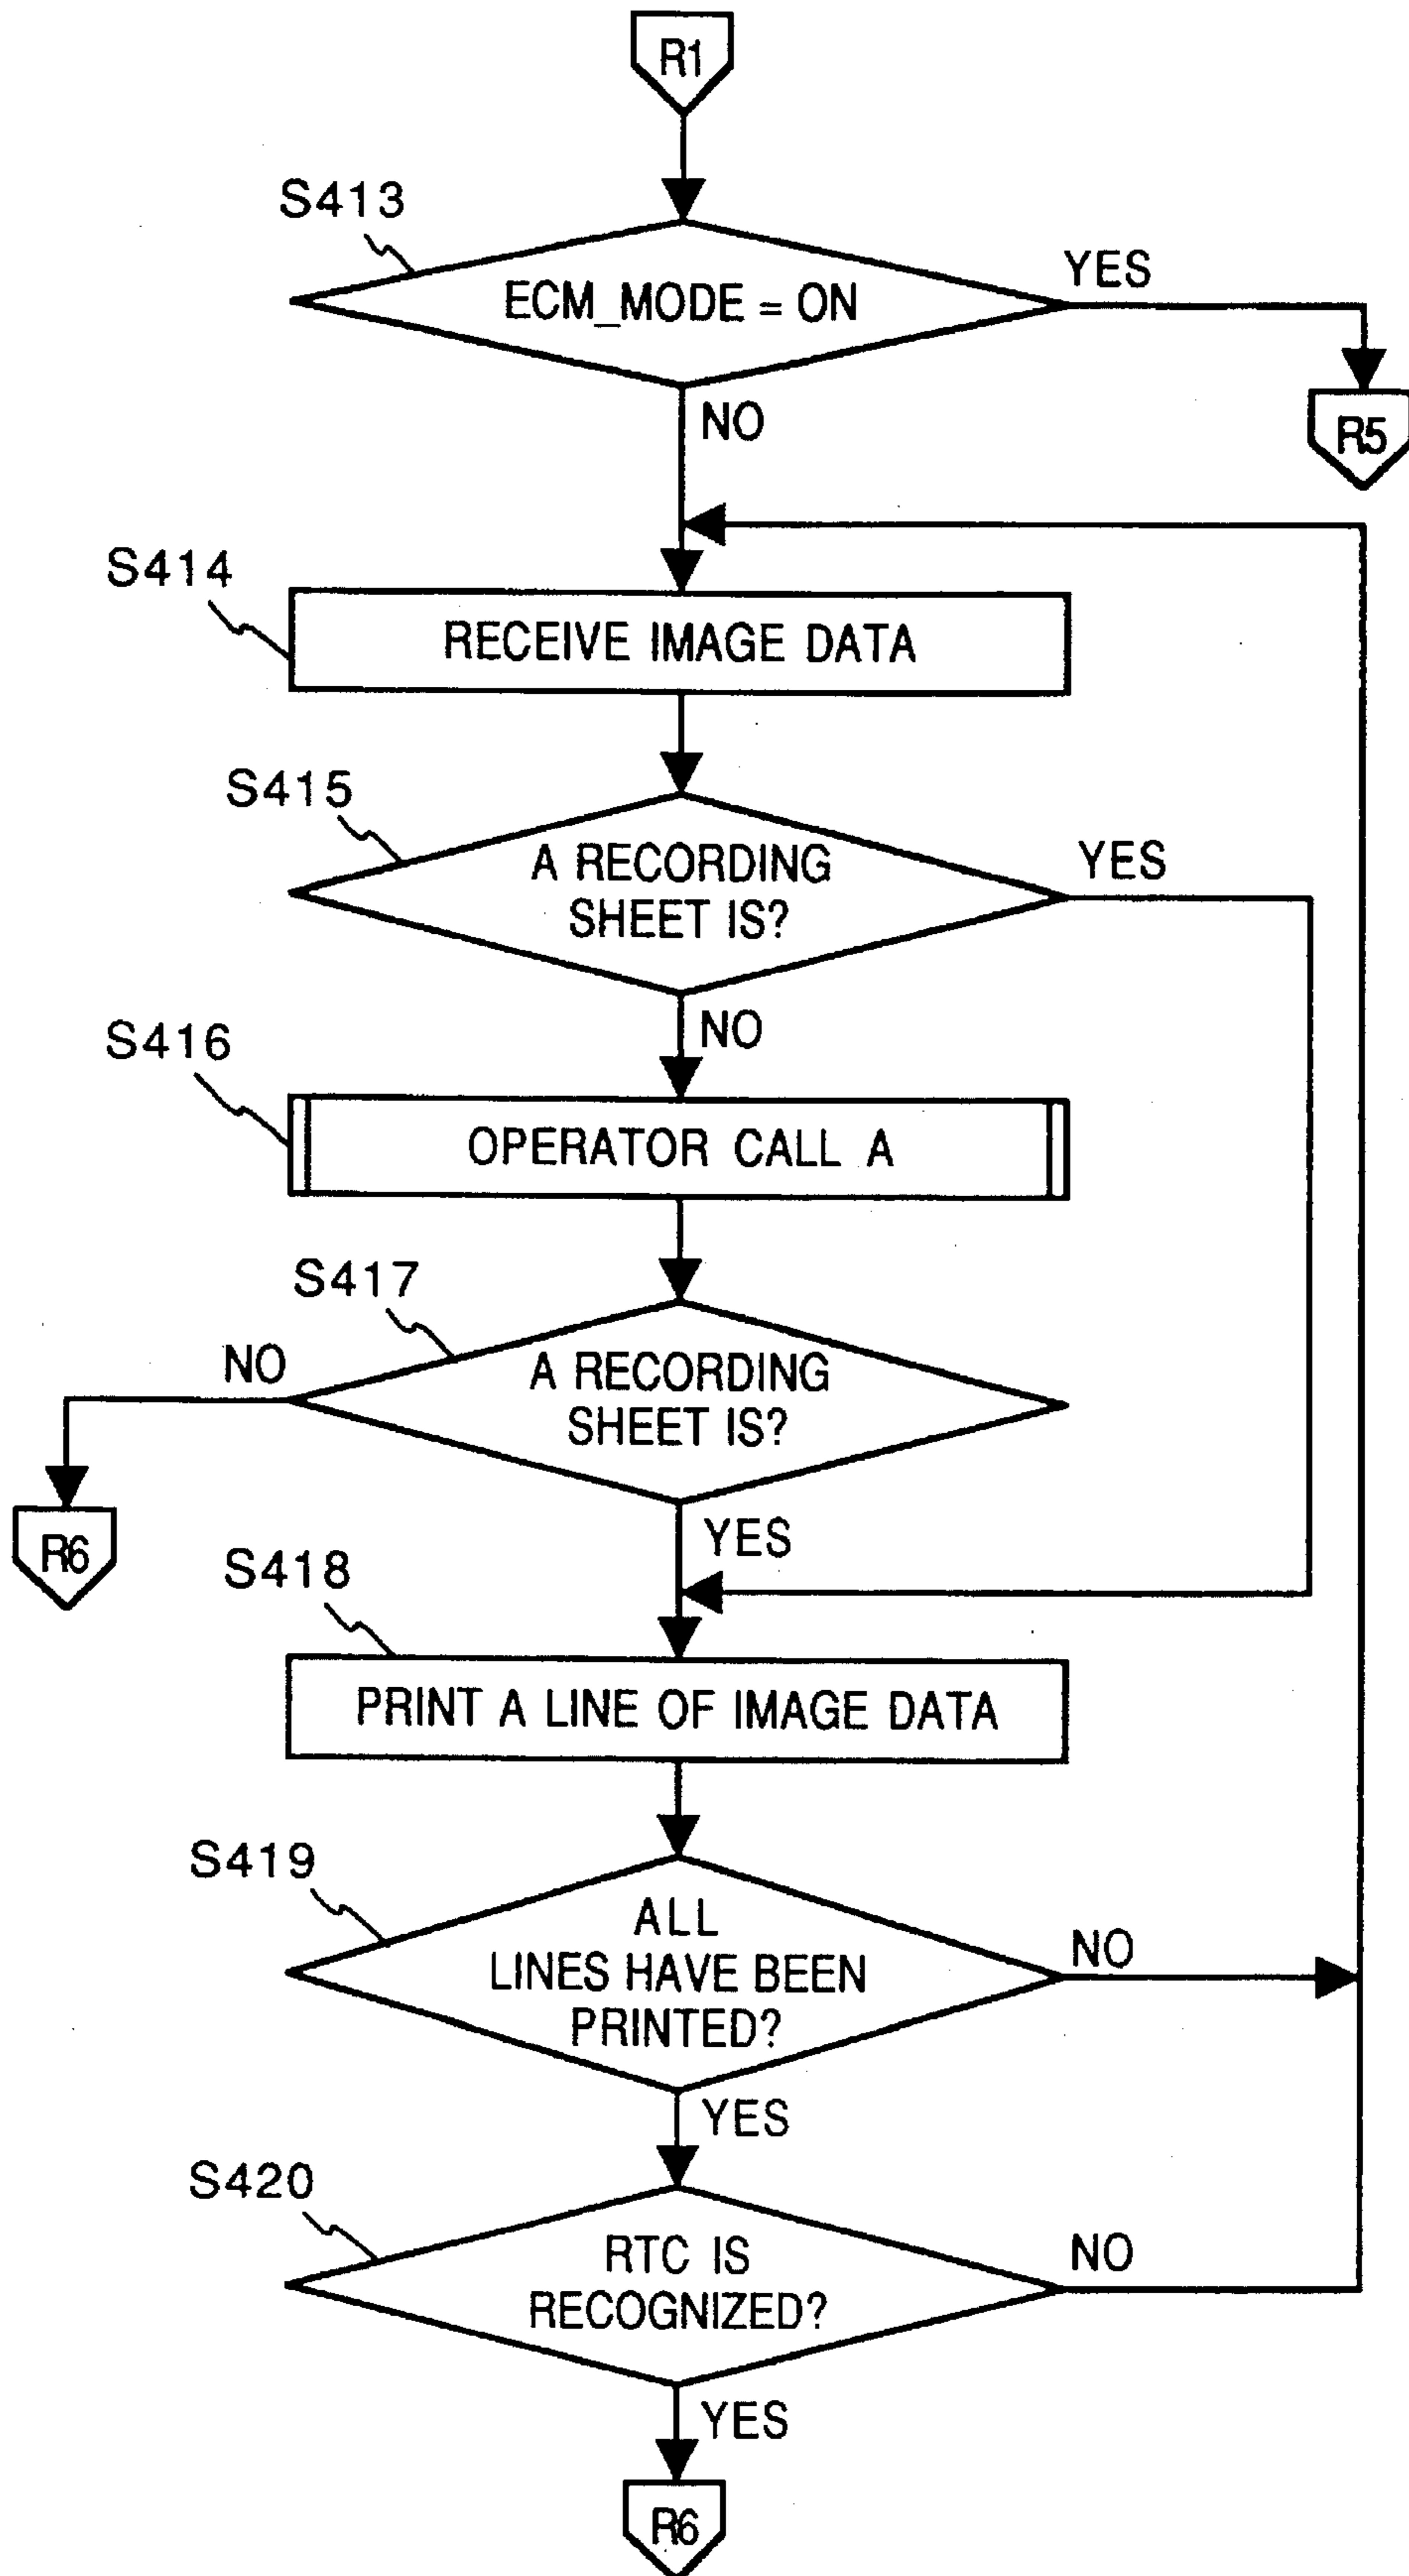 R1
S413
ECM_MODE = ON
YES
NO
R5
S414
RECEIVE IMAGE DATA
S415
A RECORDING
SHEET IS?
YES
NO
S416
OPERATOR CALL A
S417
A RECORDING
SHEET IS?
NO
R6
YES
S418
PRINT A LINE OF IMAGE DATA
S419
ALL
LINES HAVE BEEN
PRINTED?
NO
YES
S420
RTC IS
RECOGNIZED?
NO
YES
R6